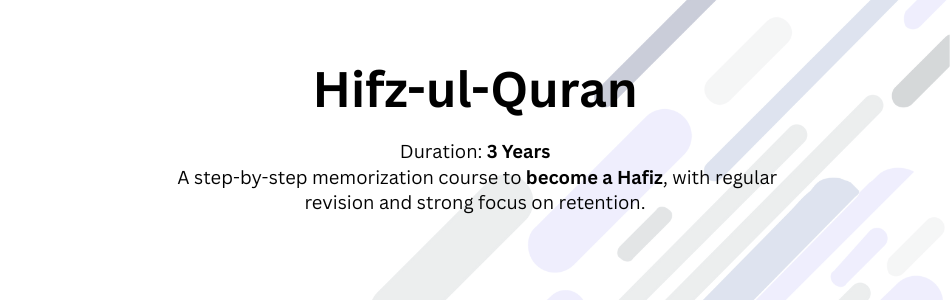 Hifz-ul-Quran
Duration: 3 Years
A step-by-step memorization course to become a Hafiz, with regular
revision and strong focus on retention.